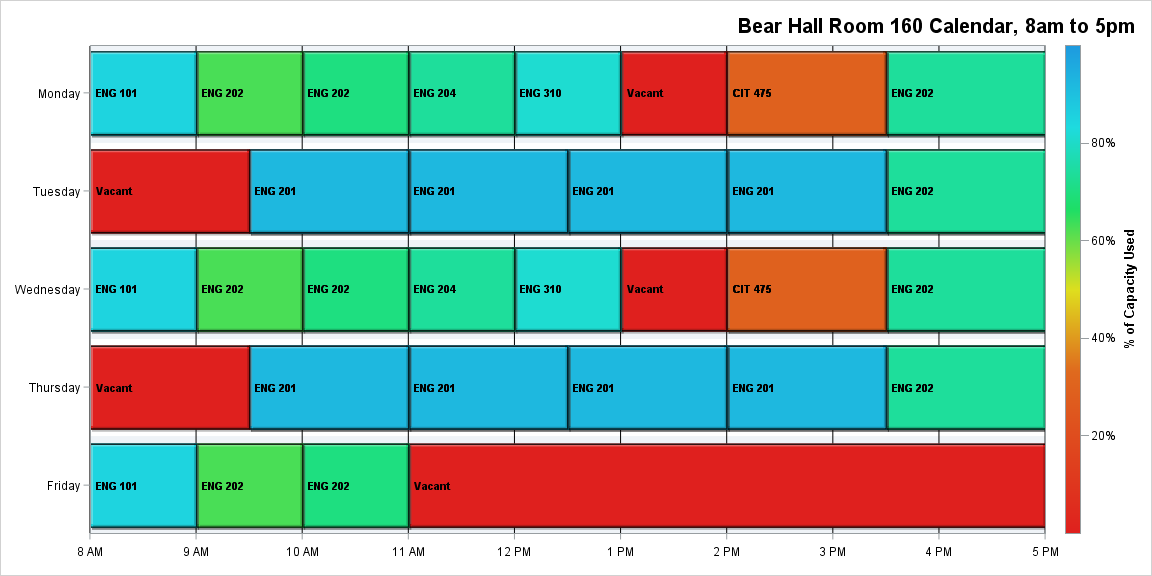 Bear Hall Room 160 Calendar, 8am to 5pm
Monday ENG 101 ENG 202 ENG 202 ENG 204 ENG 310 Vacant CIT 475 ENG 202
Tuesday Vacant ENG 201 ENG 201 ENG 201 ENG 201 ENG 202
Wednesday ENG 101 ENG 202 ENG 202 ENG 204 ENG 310 Vacant CIT 475 ENG 202
Thursday Vacant ENG 201 ENG 201 ENG 201 ENG 201 ENG 202
Friday ENG 101 ENG 202 ENG 202 Vacant
8 AM 9 AM 10 AM 11 AM 12 PM 1 PM 2 PM 3 PM 4 PM 5 PM
80%
60%
40%
20%
% of Capacity Used